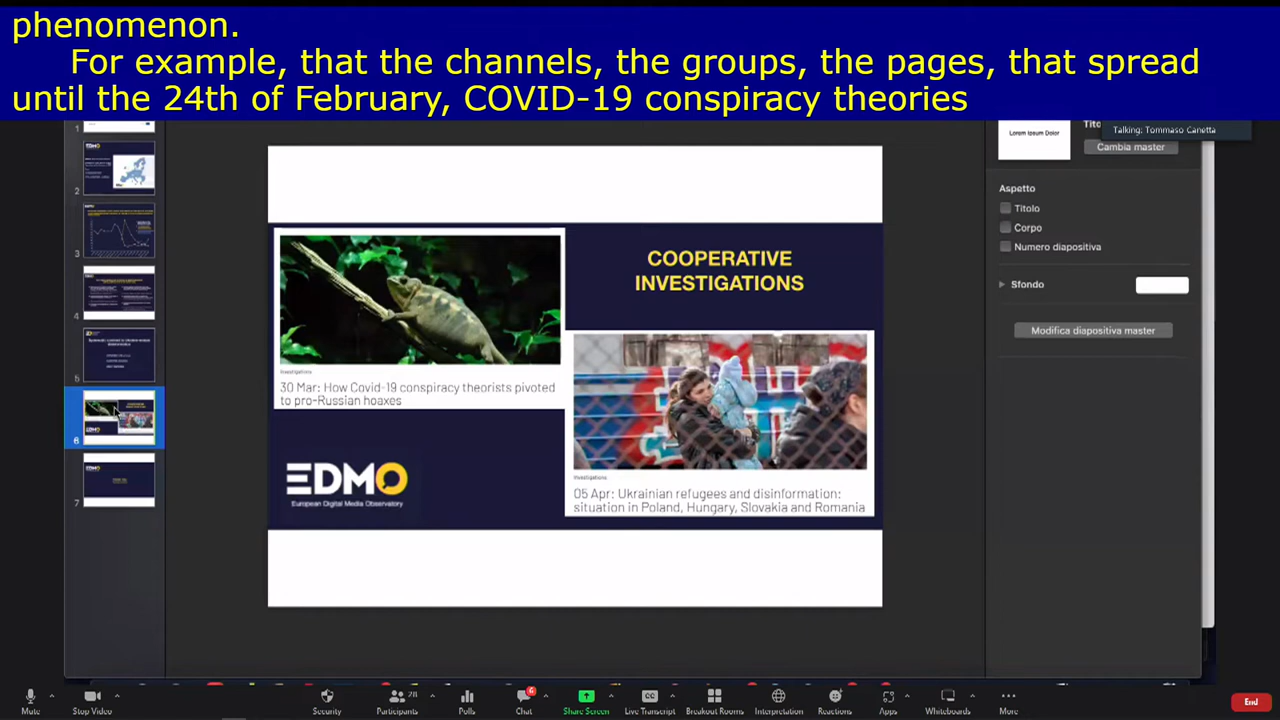 phenomenon.
For example, that the channels, the groups, the pages, that spread
until the 24th of February, COVID-19 conspiracy theories
Talking: Tommaso Canetta
Lorem Ipsum Dolor
Cambia master
Aspetto
Titolo
Corpo
Numero diapositiva
Sfondo
Modifica diapositiva master
1
2
3
4
5
6
7
COOPERATIVE
INVESTIGATIONS
Investigations
30 Mar: How Covid-19 conspiracy theorists pivoted
to pro-Russian hoaxes
Investigations
05 Apr: Ukrainian refugees and disinformation:
situation in Poland, Hungary, Slovakia and Romania
EDMO
European Digital Media Observatory
Mute
Stop Video
Security
Participants
28
Polls
Chat
6
Share Screen
Live Transcript
Breakout Rooms
Interpretation
Reactions
Apps
Whiteboards
More
End